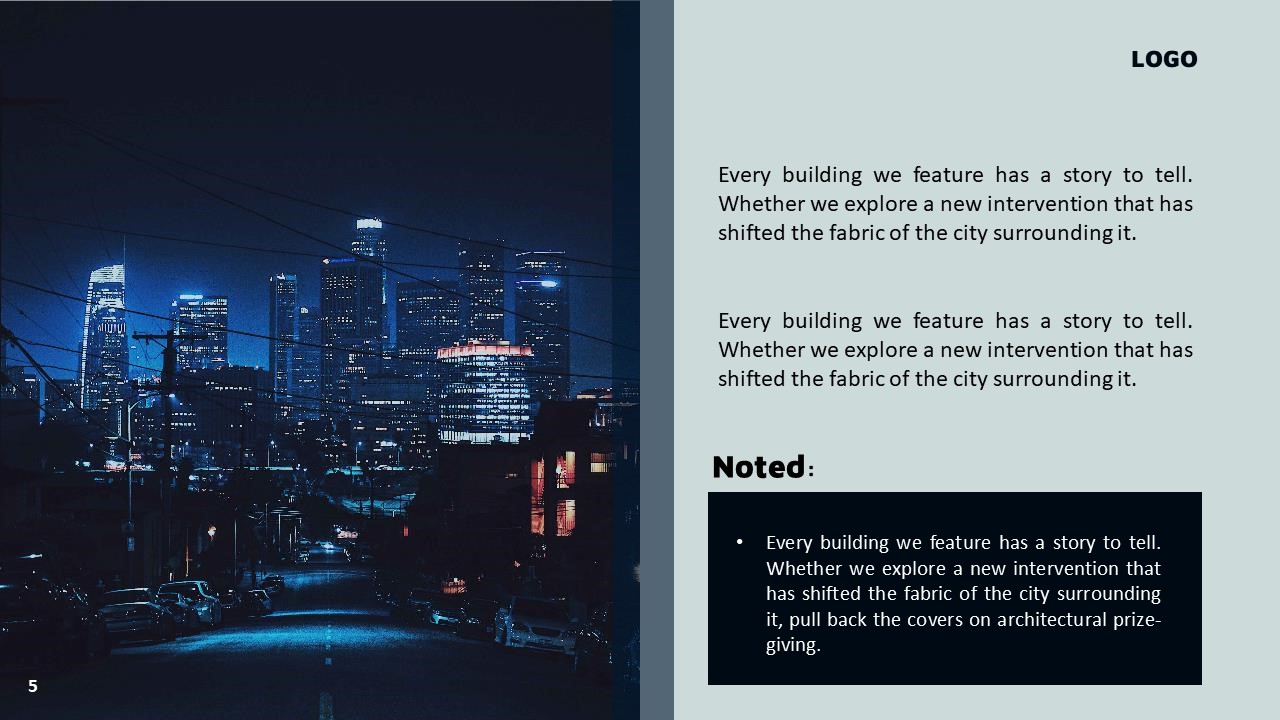 LOGO
Every building we feature has a story to tell.
Whether we explore a new intervention that has
shifted the fabric of the city surrounding it.
Every building we feature has a story to tell.
Whether we explore a new intervention that has
shifted the fabric of the city surrounding it.
Noted:
• Every building we feature has a story to tell.
Whether we explore a new intervention that
has shifted the fabric of the city surrounding
it, pull back the covers on architectural prize-
giving.
5